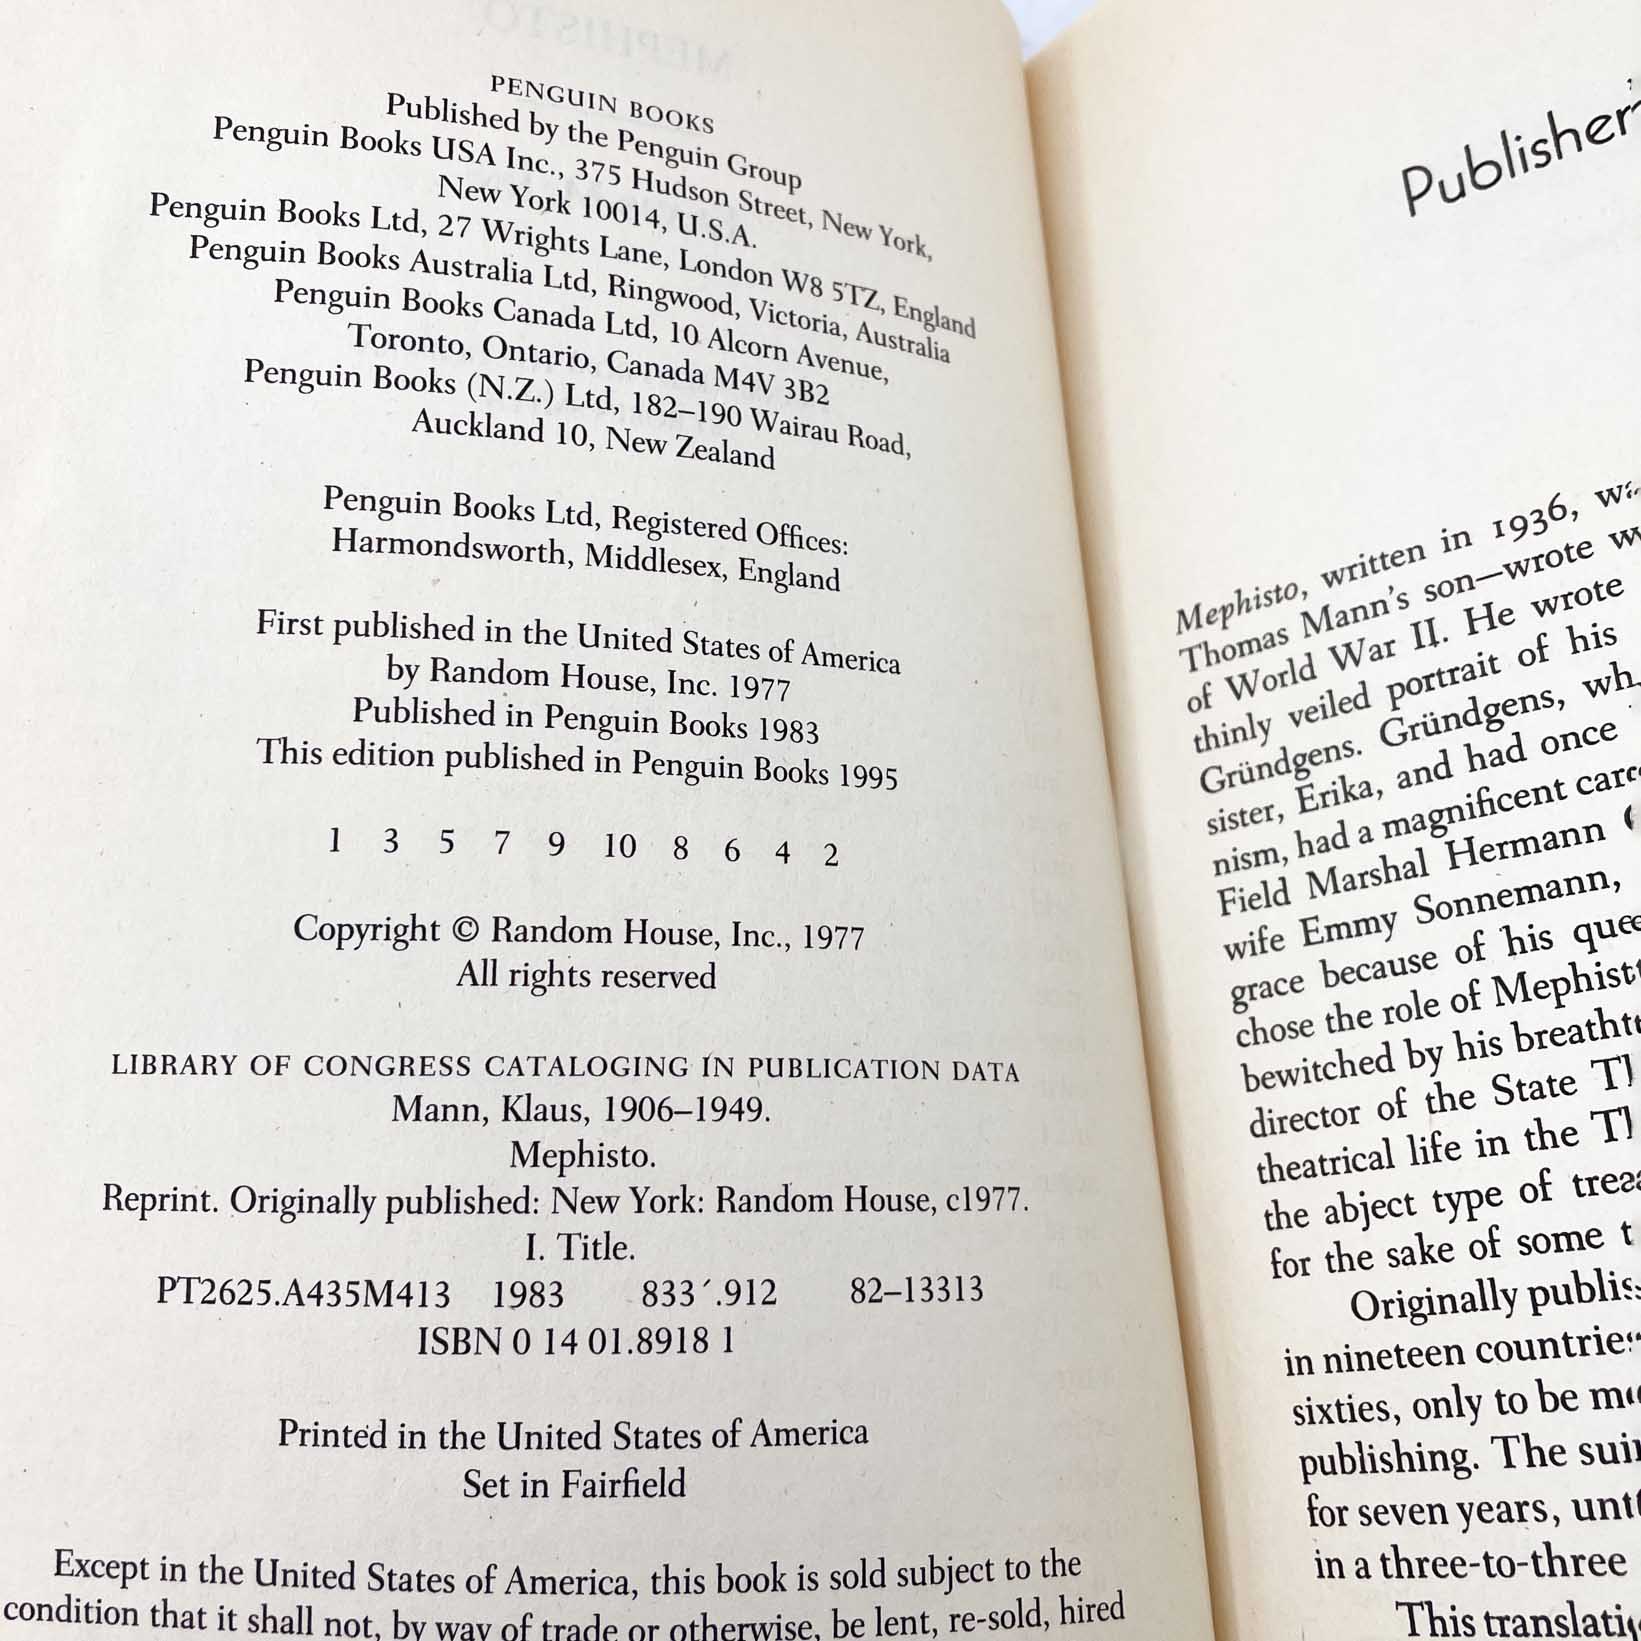 PENGUIN BOOKS
Published by the Penguin Group
Penguin Books USA Inc., 375 Hudson Street, New York,
New York 10014, U.S.A.
Penguin Books Ltd, 27 Wrights Lane, London W8 5TZ, England
Penguin Books Australia Ltd, Ringwood, Victoria, Australia
Penguin Books Canada Ltd, 10 Alcorn Avenue,
Toronto, Ontario, Canada M4V 3B2
Penguin Books (N.Z.) Ltd, 182–190 Wairau Road,
Auckland 10, New Zealand
Penguin Books Ltd, Registered Offices:
Harmondsworth, Middlesex, England
First published in the United States of America
by Random House, Inc. 1977
Published in Penguin Books 1983
This edition published in Penguin Books 1995
1 3 5 7 9 10 8 6 4 2
Copyright © Random House, Inc., 1977
All rights reserved
LIBRARY OF CONGRESS CATALOGING IN PUBLICATION DATA
Mann, Klaus, 1906–1949.
Mephisto.
Reprint. Originally published: New York: Random House, c1977.
I. Title.
PT2625.A435M413 1983 833´.912 82–13313
ISBN 0 14 01.8918 1
Printed in the United States of America
Set in Fairfield
Except in the United States of America, this book is sold subject to the
condition that it shall not, by way of trade or otherwise, be lent, re-sold, hired
Publisher
Mephisto, written in 1936,
Thomas Mann's son—wrote
of World War II. He wrote
thinly veiled portrait of his
Gründgens. Gründgens,
sister, Erika, and had once
nism, had a magnificent
Field Marshal Hermann
wife Emmy Sonnemann,
grace because of his
chose the role of
bewitched by his
director of the State
theatrical life in the
the abject type of
for the sake of some
Originally
in nineteen
sixties, only to be
publishing. The
for seven years,
in a three-to-three
This